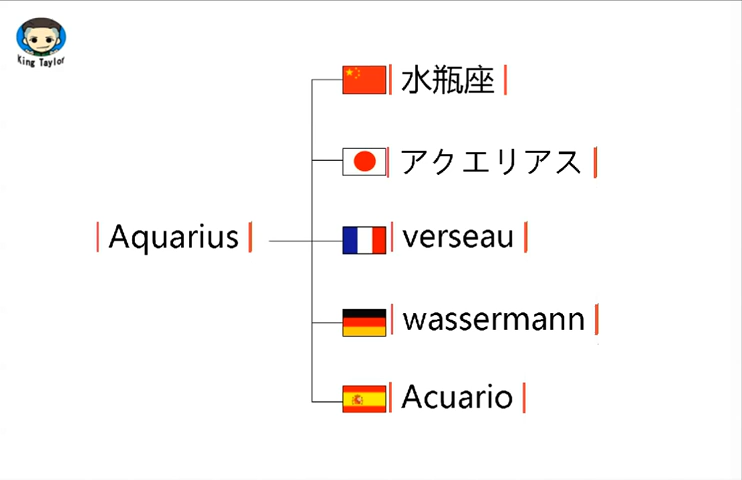 King Taylor
水瓶座
アクエリアス
Aquarius
verseau
wassermann
Acuario